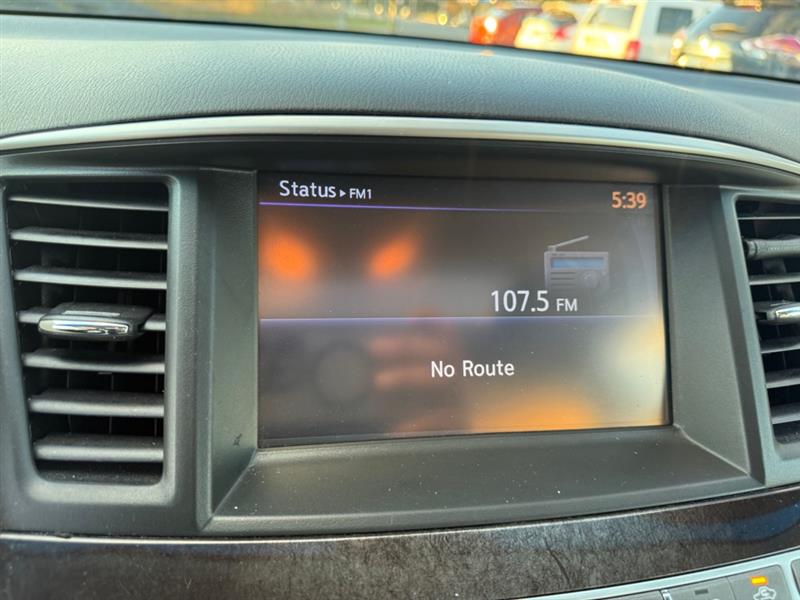 Status ▸ FM1
5:39
107.5 FM
No Route